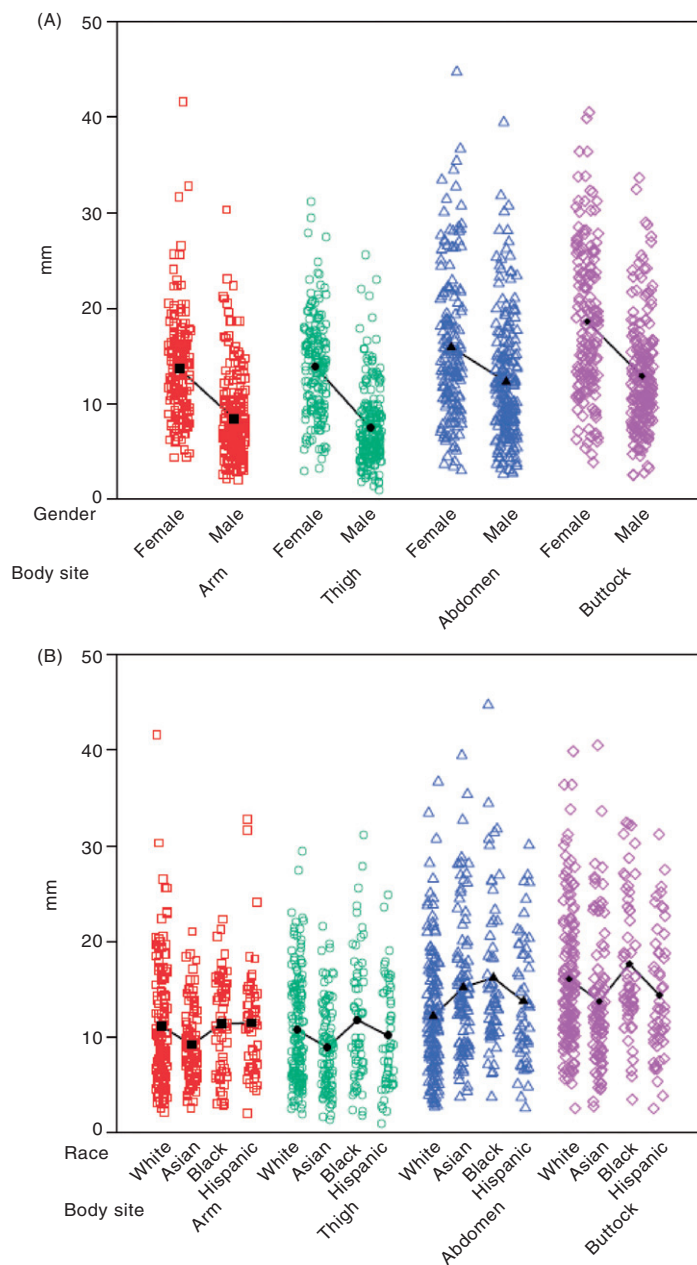 (A)
50
40
30
20
10
0
mm
Gender
Female Male Female Male Female Male Female Male
Body site
Arm Thigh Abdomen Buttock
(B)
50
40
30
20
10
0
mm
Race
White Asian Black Hispanic White Asian Black Hispanic White Asian Black Hispanic White Asian Black Hispanic
Body site
Arm Thigh Abdomen Buttock